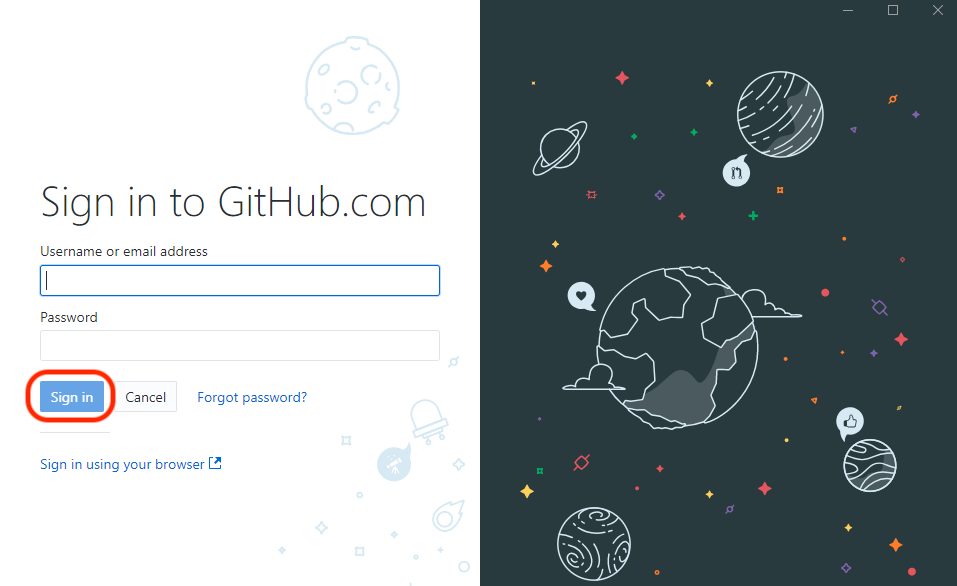 Sign in to GitHub.com
Username or email address
Password
Sign in Cancel Forgot password?
Sign in using your browser